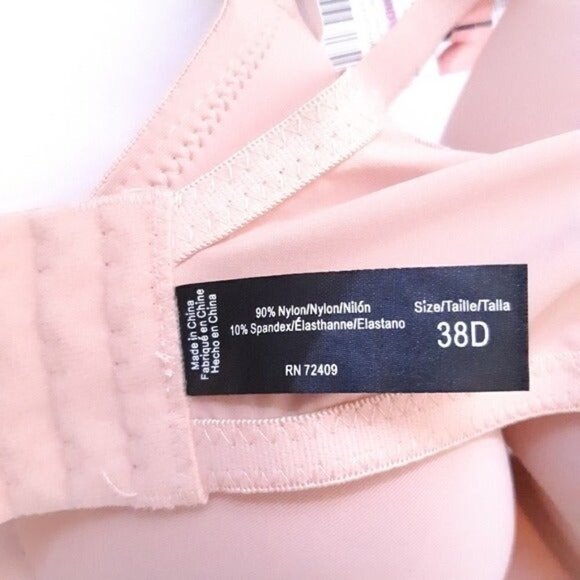 Made in China
Fabriqué en Chine
Hecho en China
90% Nylon/Nylon/Nilón
10% Spandex/Élasthanne/Elastano
RN 72409
Size/Taille/Talla
38D